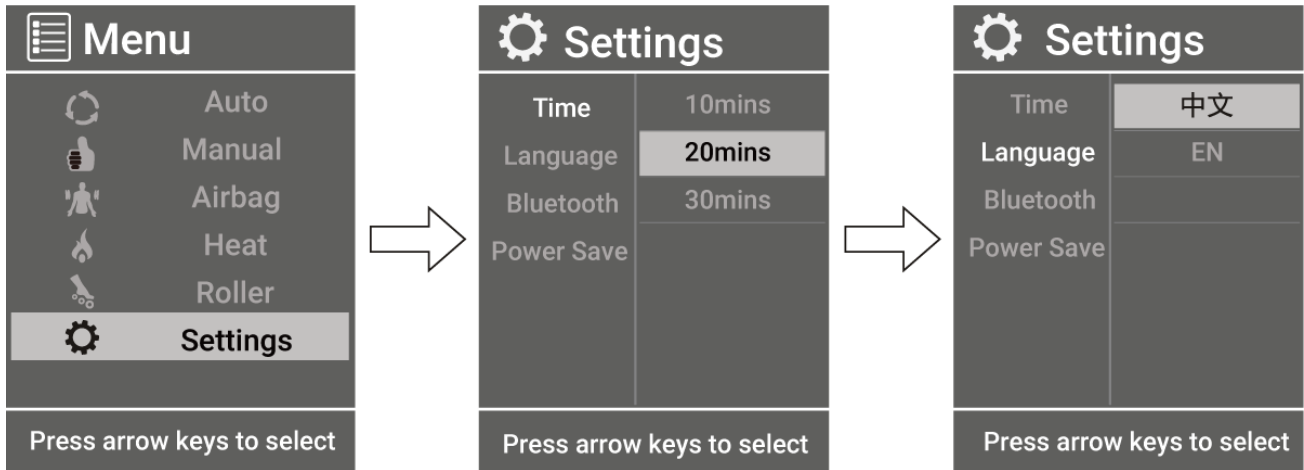 Menu
Auto
Manual
Airbag
Heat
Roller
Settings
Press arrow keys to select
Settings
Time 10mins
Language 20mins
Bluetooth 30mins
Power Save
Press arrow keys to select
Settings
Time 中文
Language EN
Bluetooth
Power Save
Press arrow keys to select